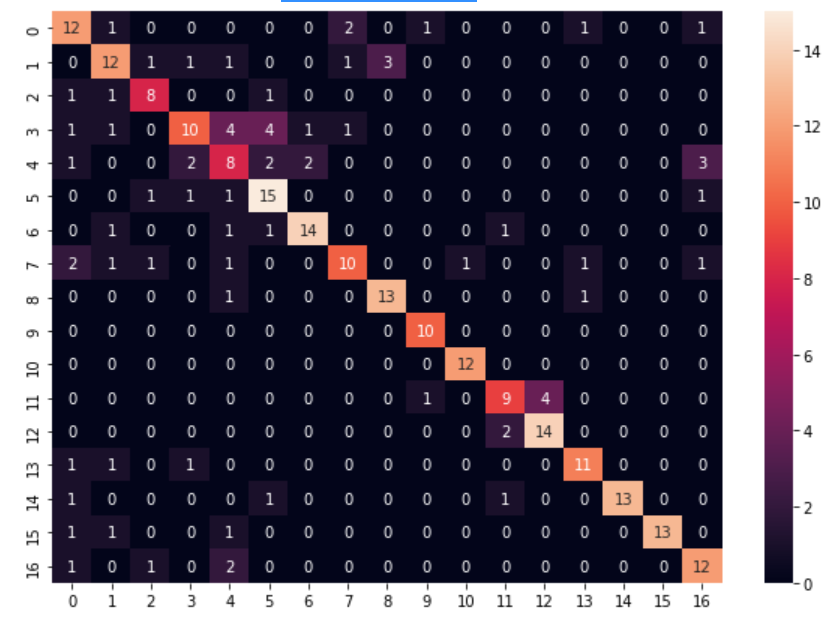 0 12 1 0 0 0 0 0 2 0 1 0 0 0 1 0 0 1
1 0 12 1 1 1 0 0 1 3 0 0 0 0 0 0 0 0
2 1 1 8 0 0 1 0 0 0 0 0 0 0 0 0 0 0
3 1 1 0 10 4 4 1 1 0 0 0 0 0 0 0 0 0
4 1 0 0 2 8 2 2 0 0 0 0 0 0 0 0 0 3
5 0 0 1 1 1 15 0 0 0 0 0 0 0 0 0 0 1
6 0 1 0 0 1 1 14 0 0 0 0 1 0 0 0 0 0
7 2 1 1 0 1 0 0 10 0 0 1 0 0 1 0 0 1
8 0 0 0 0 1 0 0 0 13 0 0 0 0 1 0 0 0
9 0 0 0 0 0 0 0 0 0 10 0 0 0 0 0 0 0
10 0 0 0 0 0 0 0 0 0 0 12 0 0 0 0 0 0
11 0 0 0 0 0 0 0 0 0 1 0 9 4 0 0 0 0
12 0 0 0 0 0 0 0 0 0 0 0 2 14 0 0 0 0
13 1 1 0 1 0 0 0 0 0 0 0 0 0 11 0 0 0
14 1 0 0 0 0 1 0 0 0 0 0 1 0 0 13 0 0
15 1 1 0 0 1 0 0 0 0 0 0 0 0 0 0 13 0
16 1 0 1 0 2 0 0 0 0 0 0 0 0 0 0 0 12
0 1 2 3 4 5 6 7 8 9 10 11 12 13 14 15 16
14
12
10
8
6
4
2
0